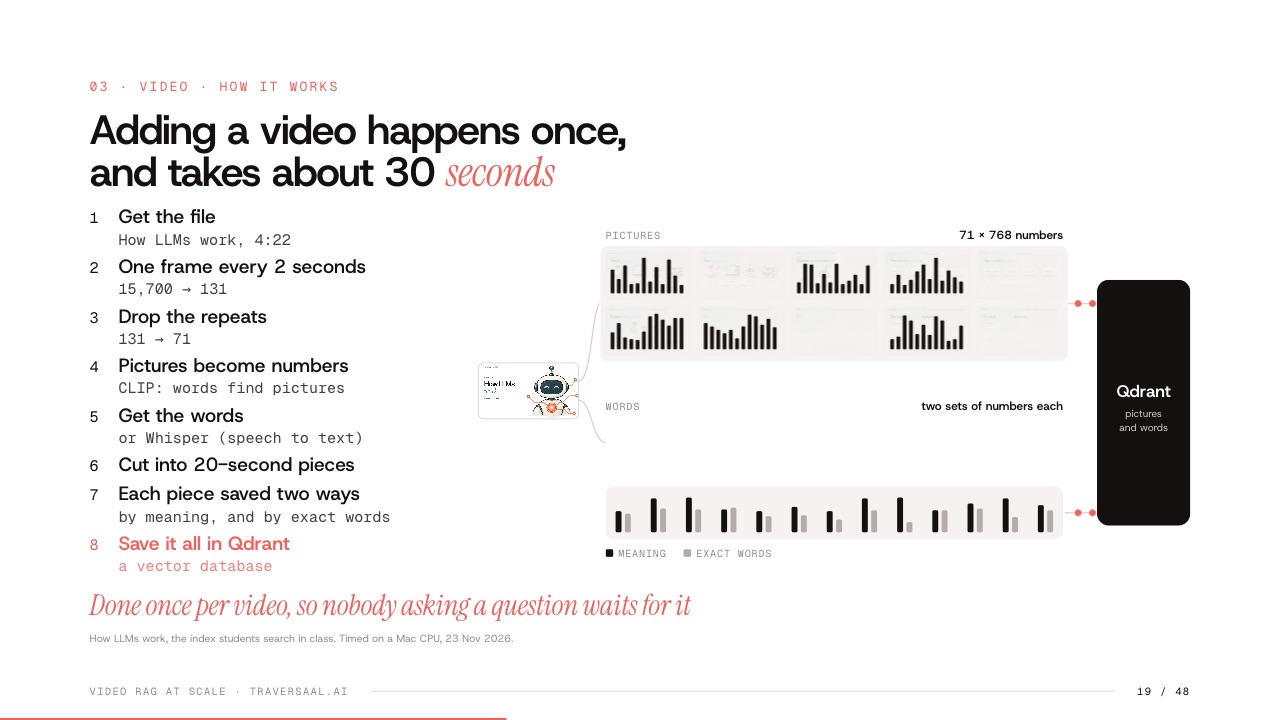 03 · VIDEO · HOW IT WORKS
Adding a video happens once,
and takes about 30 seconds
1 Get the file
How LLMs work, 4:22
2 One frame every 2 seconds
15,700 → 131
3 Drop the repeats
131 → 71
4 Pictures become numbers
CLIP: words find pictures
5 Get the words
or Whisper (speech to text)
6 Cut into 20-second pieces
7 Each piece saved two ways
by meaning, and by exact words
8 Save it all in Qdrant
a vector database
PICTURES
71 × 768 numbers
How LLMs
WORDS
two sets of numbers each
MEANING
EXACT WORDS
Qdrant
pictures
and words
Done once per video, so nobody asking a question waits for it
How LLMs work, the index students search in class. Timed on a Mac CPU, 23 Nov 2026.
VIDEO RAG AT SCALE · TRAVERSAAL.AI
19 / 48